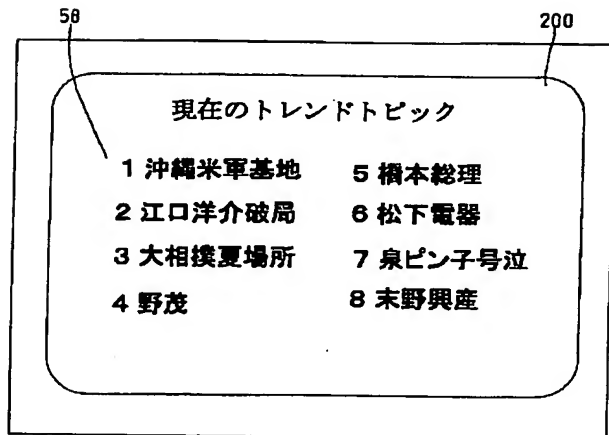 58
200
現在のトレンドトピック
1 沖縄米軍基地
2 江口洋介破局
3 大相撲夏場所
4 野茂
5 橋本総理
6 松下電器
7 泉ピン子号泣
8 末野興産